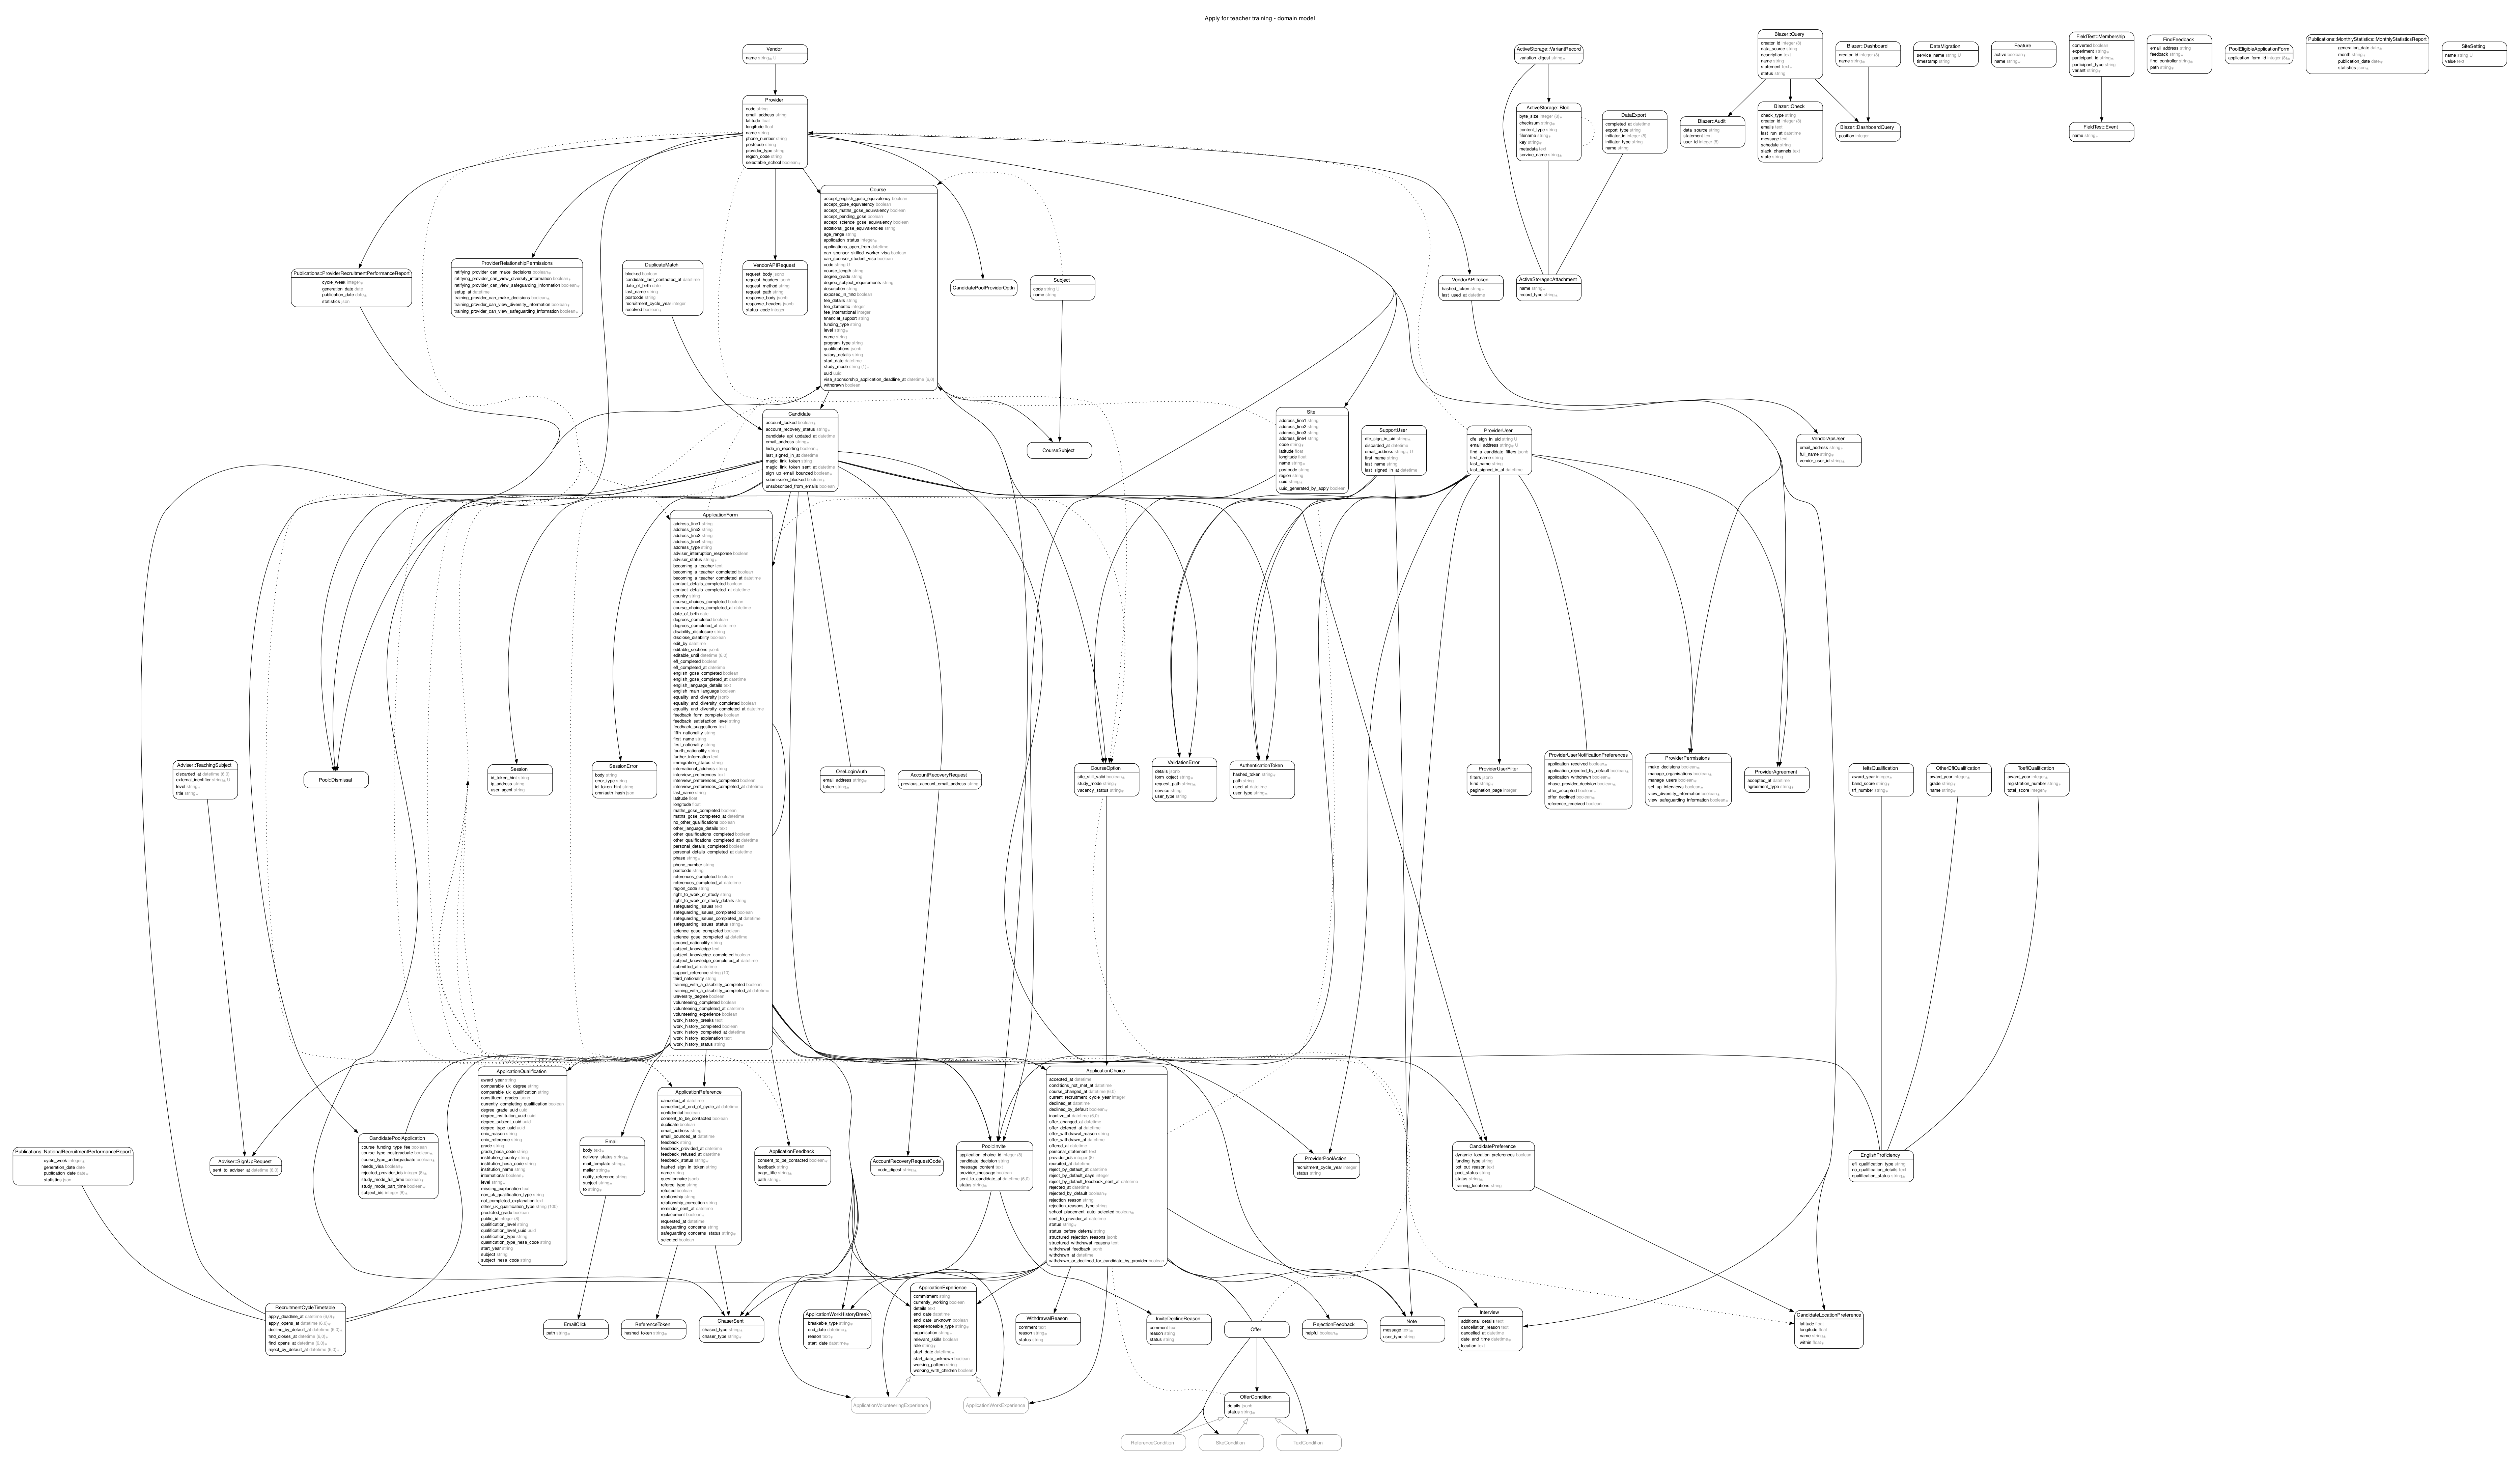 Apply for teacher training - domain model
Vendor
name string ∗ U
Provider
code string
email_address string
latitude float
longitude float
name string
phone_number string
postcode string
provider_type string
region_code string
selectable_school boolean ∗
ActiveStorage::VariantRecord
variation_digest string ∗
ActiveStorage::Blob
byte_size integer (8) ∗
checksum string ∗
content_type string
filename string ∗
key string ∗
metadata text
service_name string ∗
DataExport
completed_at datetime
export_type string
initiator_id integer (8)
initiator_type string
name string
Blazer::Query
creator_id integer (8)
data_source string
description text
name string
statement text ∗
status string
Blazer::Dashboard
creator_id integer (8)
name string ∗
DataMigration
service_name string U
timestamp string
Feature
active boolean ∗
name string ∗
FieldTest::Membership
converted boolean
experiment string ∗
participant_id string ∗
participant_type string
variant string ∗
FindFeedback
email_address string
feedback string ∗
find_controller string ∗
path string ∗
PoolEligibleApplicationForm
application_form_id integer (8) ∗
Publications::MonthlyStatistics::MonthlyStatisticsReport
generation_date date ∗
month string ∗
publication_date date ∗
statistics json ∗
SiteSetting
name string U
value text
Blazer::Audit
data_source string
statement text
user_id integer (8)
Blazer::Check
check_type string
creator_id integer (8)
emails text
last_run_at datetime
message text
schedule string
slack_channels text
state string
Blazer::DashboardQuery
position integer
FieldTest::Event
name string ∗
Publications::ProviderRecruitmentPerformanceReport
cycle_week integer ∗
generation_date date
publication_date date ∗
statistics json
ProviderRelationshipPermissions
ratifying_provider_can_make_decisions boolean ∗
ratifying_provider_can_view_diversity_information boolean ∗
ratifying_provider_can_view_safeguarding_information boolean ∗
setup_at datetime
training_provider_can_make_decisions boolean ∗
training_provider_can_view_diversity_information boolean ∗
training_provider_can_view_safeguarding_information boolean ∗
DuplicateMatch
blocked boolean
candidate_last_contacted_at datetime
date_of_birth date
last_name string
postcode string
recruitment_cycle_year integer
resolved boolean ∗
VendorAPIRequest
request_body jsonb
request_headers jsonb
request_method string
request_path string
response_body jsonb
response_headers jsonb
status_code integer
Course
accept_english_gcse_equivalency boolean
accept_gcse_equivalency boolean
accept_maths_gcse_equivalency boolean
accept_pending_gcse boolean
accept_science_gcse_equivalency boolean
additional_gcse_equivalencies string
age_range string
application_status integer ∗
applications_open_from datetime
can_sponsor_skilled_worker_visa boolean
can_sponsor_student_visa boolean
code string U
course_length string
degree_grade string
degree_subject_requirements string
description string
exposed_in_find boolean
fee_details string
fee_domestic integer
fee_international integer
financial_support string
funding_type string
level string ∗
name string
program_type string
qualifications jsonb
salary_details string
start_date datetime
study_mode string (1) ∗
uuid uuid
visa_sponsorship_application_deadline_at datetime (6,0)
withdrawn boolean
CandidatePoolProviderOptIn
Subject
code string U
name string
VendorAPIToken
hashed_token string ∗
last_used_at datetime
ActiveStorage::Attachment
name string ∗
record_type string ∗
Candidate
account_locked boolean ∗
account_recovery_status string ∗
candidate_api_updated_at datetime
email_address string ∗
hide_in_reporting boolean ∗
last_signed_in_at datetime
magic_link_token string
magic_link_token_sent_at datetime
sign_up_email_bounced boolean ∗
submission_blocked boolean ∗
unsubscribed_from_emails boolean
CourseSubject
Site
address_line1 string
address_line2 string
address_line3 string
address_line4 string
code string ∗
latitude float
longitude float
name string ∗
postcode string
region string
uuid string ∗
uuid_generated_by_apply boolean
SupportUser
dfe_sign_in_uid string ∗
discarded_at datetime
email_address string ∗ U
first_name string
last_name string
last_signed_in_at datetime
ProviderUser
dfe_sign_in_uid string U
email_address string ∗ U
find_a_candidate_filters jsonb
first_name string
last_name string
last_signed_in_at datetime
VendorApiUser
email_address string ∗
full_name string ∗
vendor_user_id string ∗
ApplicationForm
address_line1 string
address_line2 string
address_line3 string
address_line4 string
address_type string
adviser_interruption_response boolean
adviser_status string ∗
becoming_a_teacher text
becoming_a_teacher_completed boolean
becoming_a_teacher_completed_at datetime
contact_details_completed boolean
contact_details_completed_at datetime
country string
course_choices_completed boolean
course_choices_completed_at datetime
date_of_birth date
degrees_completed boolean
degrees_completed_at datetime
disability_disclosure string
disclose_disability boolean
edit_by datetime
editable_sections jsonb
editable_until datetime (6,0)
efl_completed boolean
efl_completed_at datetime
english_gcse_completed boolean
english_gcse_completed_at datetime
english_language_details text
english_main_language boolean
equality_and_diversity jsonb
equality_and_diversity_completed boolean
equality_and_diversity_completed_at datetime
feedback_form_complete boolean
feedback_satisfaction_level string
feedback_suggestions text
fifth_nationality string
first_name string
first_nationality string
fourth_nationality string
further_information text
immigration_status string
international_address string
interview_preferences text
interview_preferences_completed boolean
interview_preferences_completed_at datetime
last_name string
latitude float
longitude float
maths_gcse_completed boolean
maths_gcse_completed_at datetime
no_other_qualifications boolean
other_language_details text
other_qualifications_completed boolean
other_qualifications_completed_at datetime
personal_details_completed boolean
personal_details_completed_at datetime
phase string ∗
phone_number string
postcode string
references_completed boolean
references_completed_at datetime
region_code string
right_to_work_or_study string
right_to_work_or_study_details string
safeguarding_issues text
safeguarding_issues_completed boolean
safeguarding_issues_completed_at datetime
safeguarding_issues_status string ∗
science_gcse_completed boolean
science_gcse_completed_at datetime
second_nationality string
subject_knowledge text
subject_knowledge_completed boolean
subject_knowledge_completed_at datetime
submitted_at datetime
support_reference string (10)
third_nationality string
training_with_a_disability_completed boolean
training_with_a_disability_completed_at datetime
university_degree boolean
volunteering_completed boolean
volunteering_completed_at datetime
volunteering_experience boolean
work_history_breaks text
work_history_completed boolean
work_history_completed_at datetime
work_history_explanation text
work_history_status string
Adviser::TeachingSubject
discarded_at datetime (6,0)
external_identifier string ∗ U
level string ∗
title string ∗
Pool::Dismissal
Session
id_token_hint string
ip_address string
user_agent string
SessionError
body string
error_type string
id_token_hint string
omniauth_hash json
OneLoginAuth
email_address string ∗
token string ∗
AccountRecoveryRequest
previous_account_email_address string
CourseOption
site_still_valid boolean ∗
study_mode string ∗
vacancy_status string ∗
ValidationError
details jsonb
form_object string ∗
request_path string ∗
service string
user_type string
AuthenticationToken
hashed_token string ∗
path string
used_at datetime
user_type string ∗
ProviderUserFilter
filters jsonb
kind string ∗
pagination_page integer
ProviderUserNotificationPreferences
application_received boolean ∗
application_rejected_by_default boolean ∗
application_withdrawn boolean ∗
chase_provider_decision boolean ∗
offer_accepted boolean ∗
offer_declined boolean ∗
reference_received boolean
ProviderPermissions
make_decisions boolean ∗
manage_organisations boolean ∗
manage_users boolean ∗
set_up_interviews boolean ∗
view_diversity_information boolean ∗
view_safeguarding_information boolean ∗
ProviderAgreement
accepted_at datetime
agreement_type string ∗
IeltsQualification
award_year integer ∗
band_score string ∗
trf_number string ∗
OtherEflQualification
award_year integer ∗
grade string ∗
name string ∗
ToeflQualification
award_year integer ∗
registration_number string ∗
total_score integer ∗
Publications::NationalRecruitmentPerformanceReport
cycle_week integer ∗
generation_date date
publication_date date ∗
statistics json
Adviser::SignUpRequest
sent_to_adviser_at datetime (6,0)
CandidatePoolApplication
course_funding_type_fee boolean
course_type_postgraduate boolean ∗
course_type_undergraduate boolean ∗
needs_visa boolean ∗
rejected_provider_ids integer (8) ∗
study_mode_full_time boolean ∗
study_mode_part_time boolean ∗
subject_ids integer (8) ∗
ApplicationQualification
award_year string
comparable_uk_degree string
comparable_uk_qualification string
constituent_grades jsonb
currently_completing_qualification boolean
degree_grade_uuid uuid
degree_institution_uuid uuid
degree_subject_uuid uuid
degree_type_uuid uuid
enic_reason string
enic_reference string
grade string
grade_hesa_code string
institution_country string
institution_hesa_code string
institution_name string
international boolean ∗
level string ∗
missing_explanation text
non_uk_qualification_type string
not_completed_explanation text
other_uk_qualification_type string (100)
predicted_grade boolean
public_id integer (8)
qualification_level string
qualification_level_uuid uuid
qualification_type string
qualification_type_hesa_code string
start_year string
subject string
subject_hesa_code string
Email
body text ∗
delivery_status string ∗
mail_template string ∗
mailer string ∗
notify_reference string
subject string ∗
to string ∗
ApplicationReference
cancelled_at datetime
cancelled_at_end_of_cycle_at datetime
confidential boolean
consent_to_be_contacted boolean
duplicate boolean
email_address string
email_bounced_at datetime
feedback string
feedback_provided_at datetime
feedback_refused_at datetime
feedback_status string ∗
hashed_sign_in_token string
name string
questionnaire jsonb
referee_type string
refused boolean
relationship string
relationship_correction string
reminder_sent_at datetime
replacement boolean ∗
requested_at datetime
safeguarding_concerns string
safeguarding_concerns_status string ∗
selected boolean
ApplicationFeedback
consent_to_be_contacted boolean ∗
feedback string
page_title string ∗
path string ∗
AccountRecoveryRequestCode
code_digest string ∗
Pool::Invite
application_choice_id integer (8)
candidate_decision string
message_content text
provider_message boolean
sent_to_candidate_at datetime (6,0)
status string ∗
ApplicationChoice
accepted_at datetime
conditions_not_met_at datetime
course_changed_at datetime (6,0)
current_recruitment_cycle_year integer
declined_at datetime
declined_by_default boolean ∗
inactive_at datetime (6,0)
offer_changed_at datetime
offer_deferred_at datetime
offer_withdrawal_reason string
offer_withdrawn_at datetime
offered_at datetime
personal_statement text
provider_ids integer (8)
recruited_at datetime
reject_by_default_at datetime
reject_by_default_days integer
reject_by_default_feedback_sent_at datetime
rejected_at datetime
rejected_by_default boolean ∗
rejection_reason string
rejection_reasons_type string
school_placement_auto_selected boolean ∗
sent_to_provider_at datetime
status string ∗
status_before_deferral string
structured_rejection_reasons jsonb
structured_withdrawal_reasons text
withdrawal_feedback jsonb
withdrawn_at datetime
withdrawn_or_declined_for_candidate_by_provider boolean
ProviderPoolAction
recruitment_cycle_year integer
status string
CandidatePreference
dynamic_location_preferences boolean
funding_type string
opt_out_reason text
pool_status string
status string ∗
training_locations string
EnglishProficiency
efl_qualification_type string
no_qualification_details text
qualification_status string ∗
RecruitmentCycleTimetable
apply_deadline_at datetime (6,0) ∗
apply_opens_at datetime (6,0) ∗
decline_by_default_at datetime (6,0) ∗
find_closes_at datetime (6,0) ∗
find_opens_at datetime (6,0) ∗
reject_by_default_at datetime (6,0) ∗
EmailClick
path string ∗
ReferenceToken
hashed_token string ∗
ChaserSent
chased_type string ∗
chaser_type string ∗
ApplicationWorkHistoryBreak
breakable_type string ∗
end_date datetime ∗
reason text ∗
start_date datetime ∗
ApplicationExperience
commitment string
currently_working boolean
details text
end_date datetime
end_date_unknown boolean
experienceable_type string ∗
organisation string ∗
relevant_skills boolean
role string ∗
start_date datetime ∗
start_date_unknown boolean
working_pattern string
working_with_children boolean
WithdrawalReason
comment text
reason string ∗
status string
InviteDeclineReason
comment text
reason string
status string
Offer
RejectionFeedback
helpful boolean ∗
Note
message text ∗
user_type string
Interview
additional_details text
cancellation_reason text
cancelled_at datetime
date_and_time datetime ∗
location text
CandidateLocationPreference
latitude float
longitude float
name string ∗
within float ∗
ApplicationVolunteeringExperience
ApplicationWorkExperience
OfferCondition
details jsonb
status string ∗
ReferenceCondition
SkeCondition
TextCondition